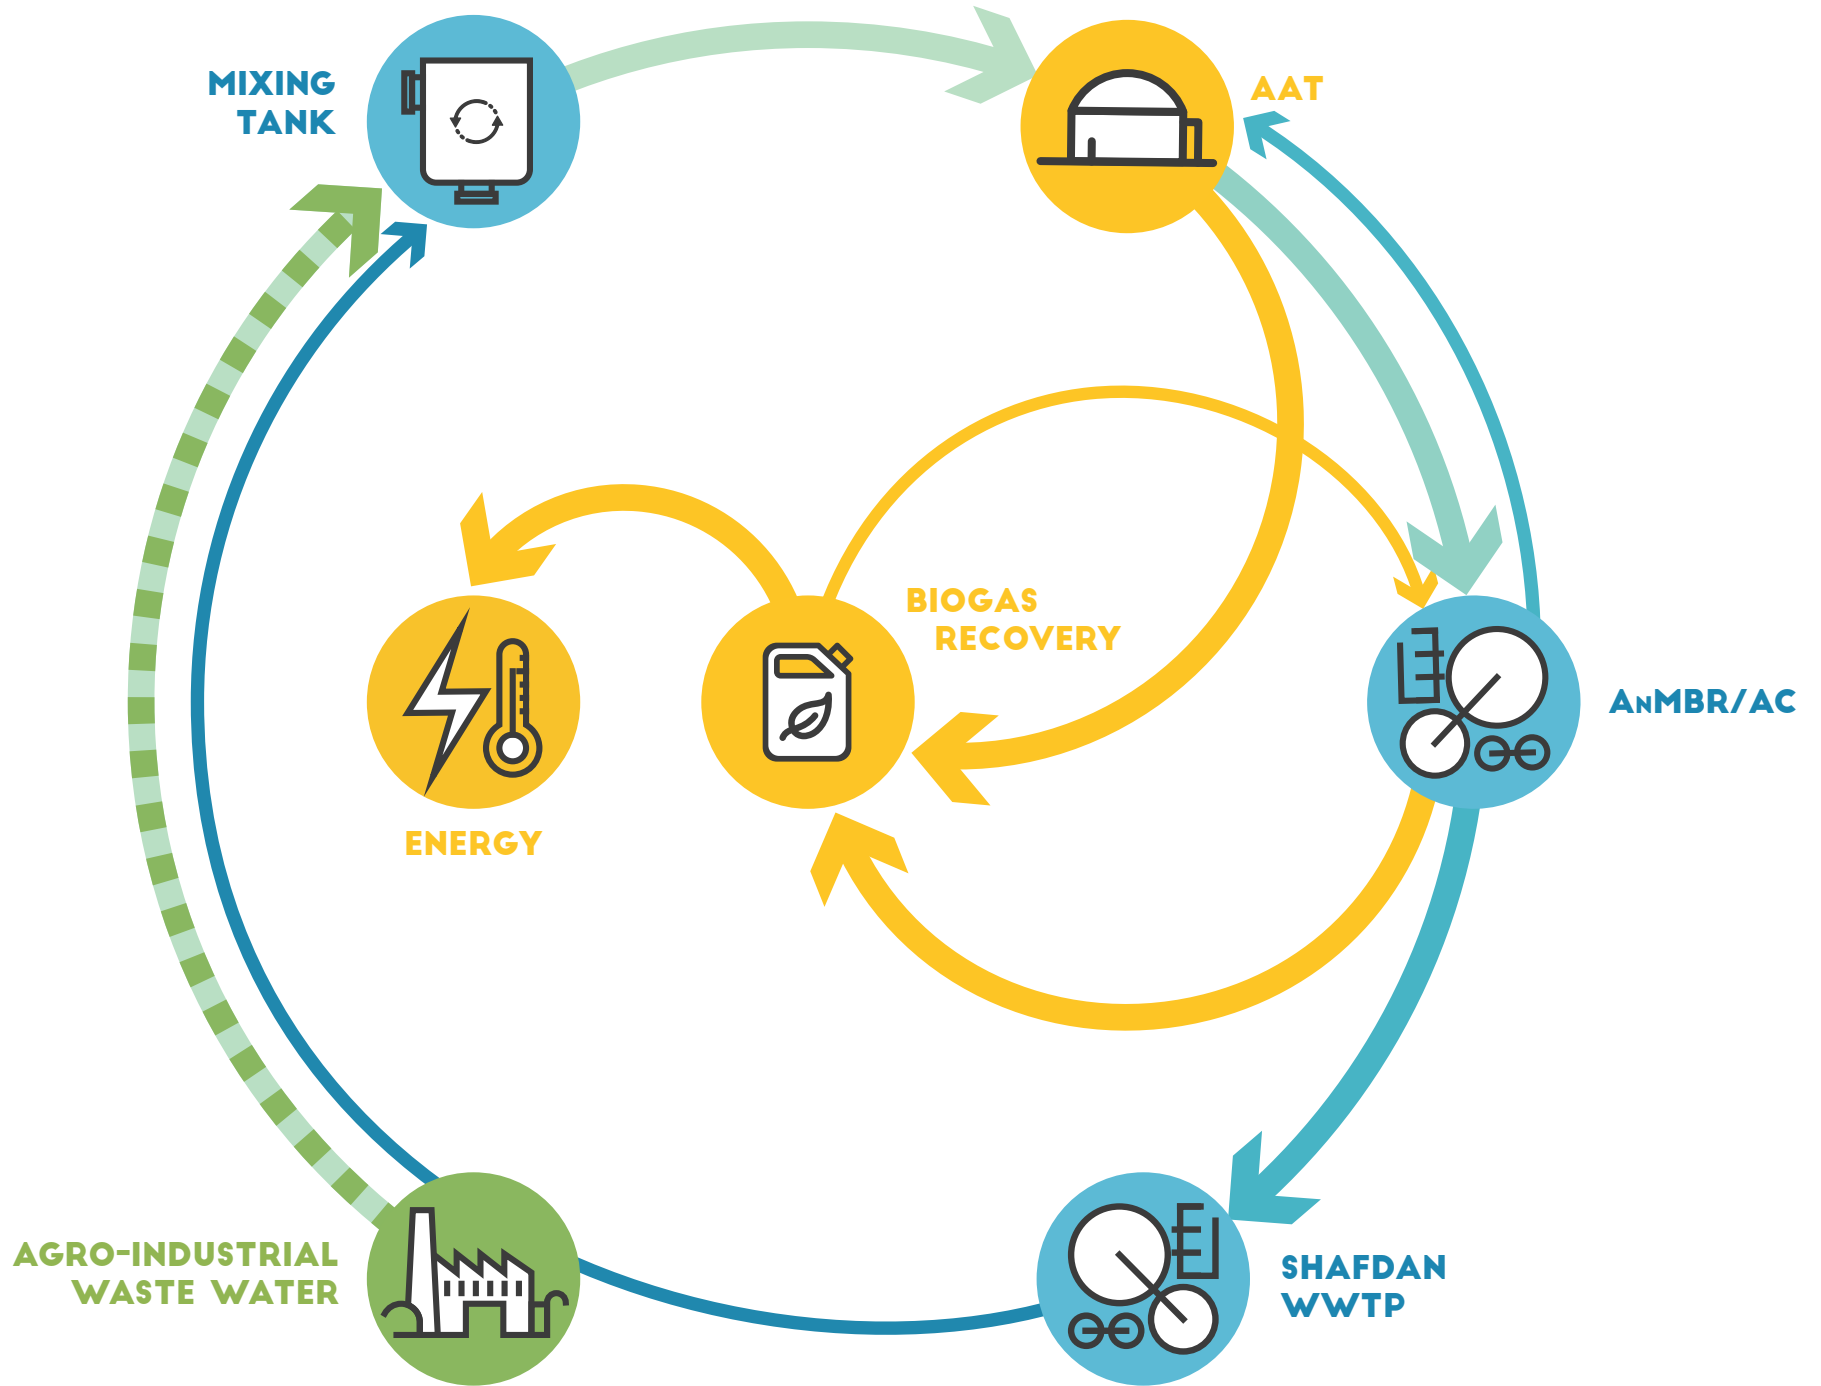 MIXING
TANK
AAT
BIOGAS
RECOVERY
AnMBR/AC
ENERGY
AGRO-INDUSTRIAL
WASTE WATER
SHAFDAN
WWTP